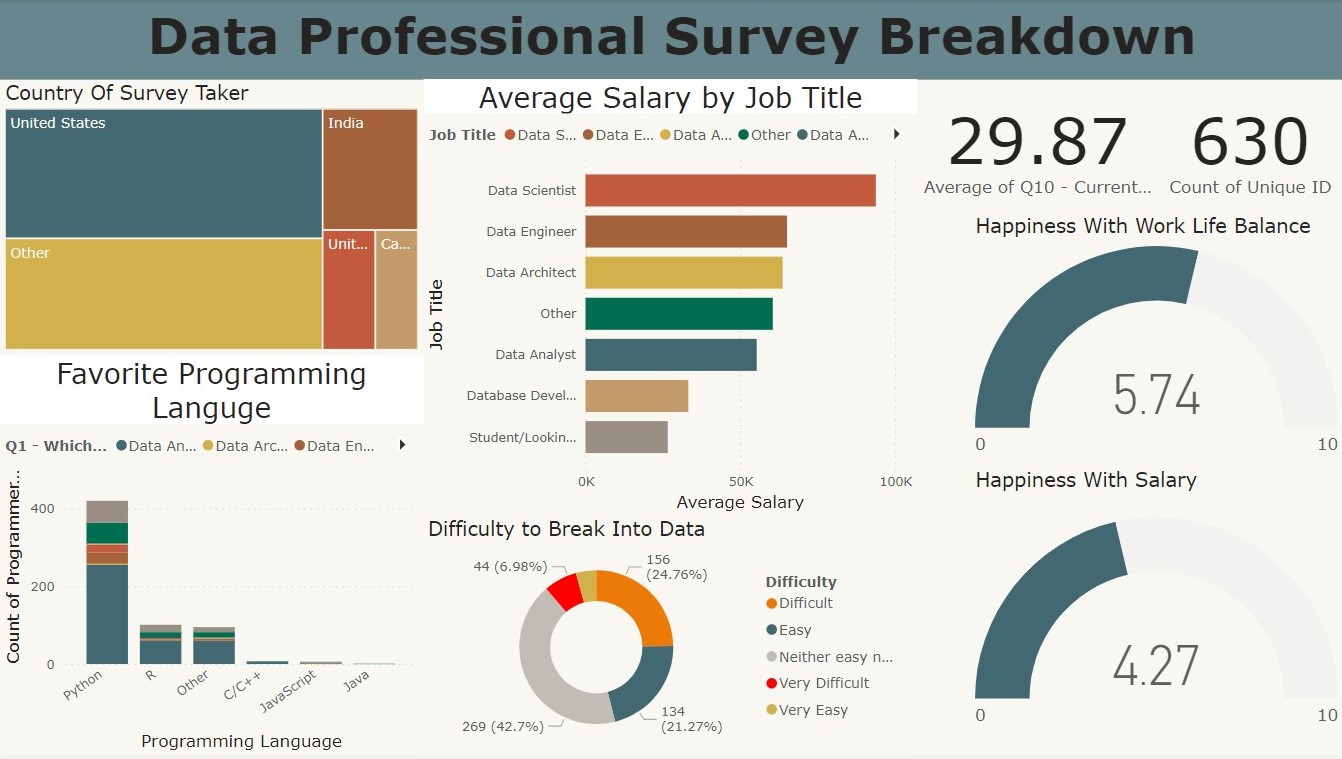 Data Professional Survey Breakdown
Country Of Survey Taker
United States
India
Other
Unit...
Ca...
Favorite Programming
Languge
Q1 - Which...
Data An...
Data Arc...
Data En...
Count of Programmer...
400
200
0
Python
R
Other
C/C++
JavaScript
Java
Programming Language
Average Salary by Job Title
Job Title
Data S...
Data E...
Data A...
Other
Data A...
Job Title
Data Scientist
Data Engineer
Data Architect
Other
Data Analyst
Database Devel...
Student/Lookin...
0K
50K
100K
Average Salary
Difficulty to Break Into Data
44 (6.98%)
156
(24.76%)
269 (42.7%)
134
(21.27%)
Difficulty
Difficult
Easy
Neither easy n...
Very Difficult
Very Easy
29.87
Average of Q10 - Current...
630
Count of Unique ID
Happiness With Work Life Balance
5.74
0
10
Happiness With Salary
4.27
0
10